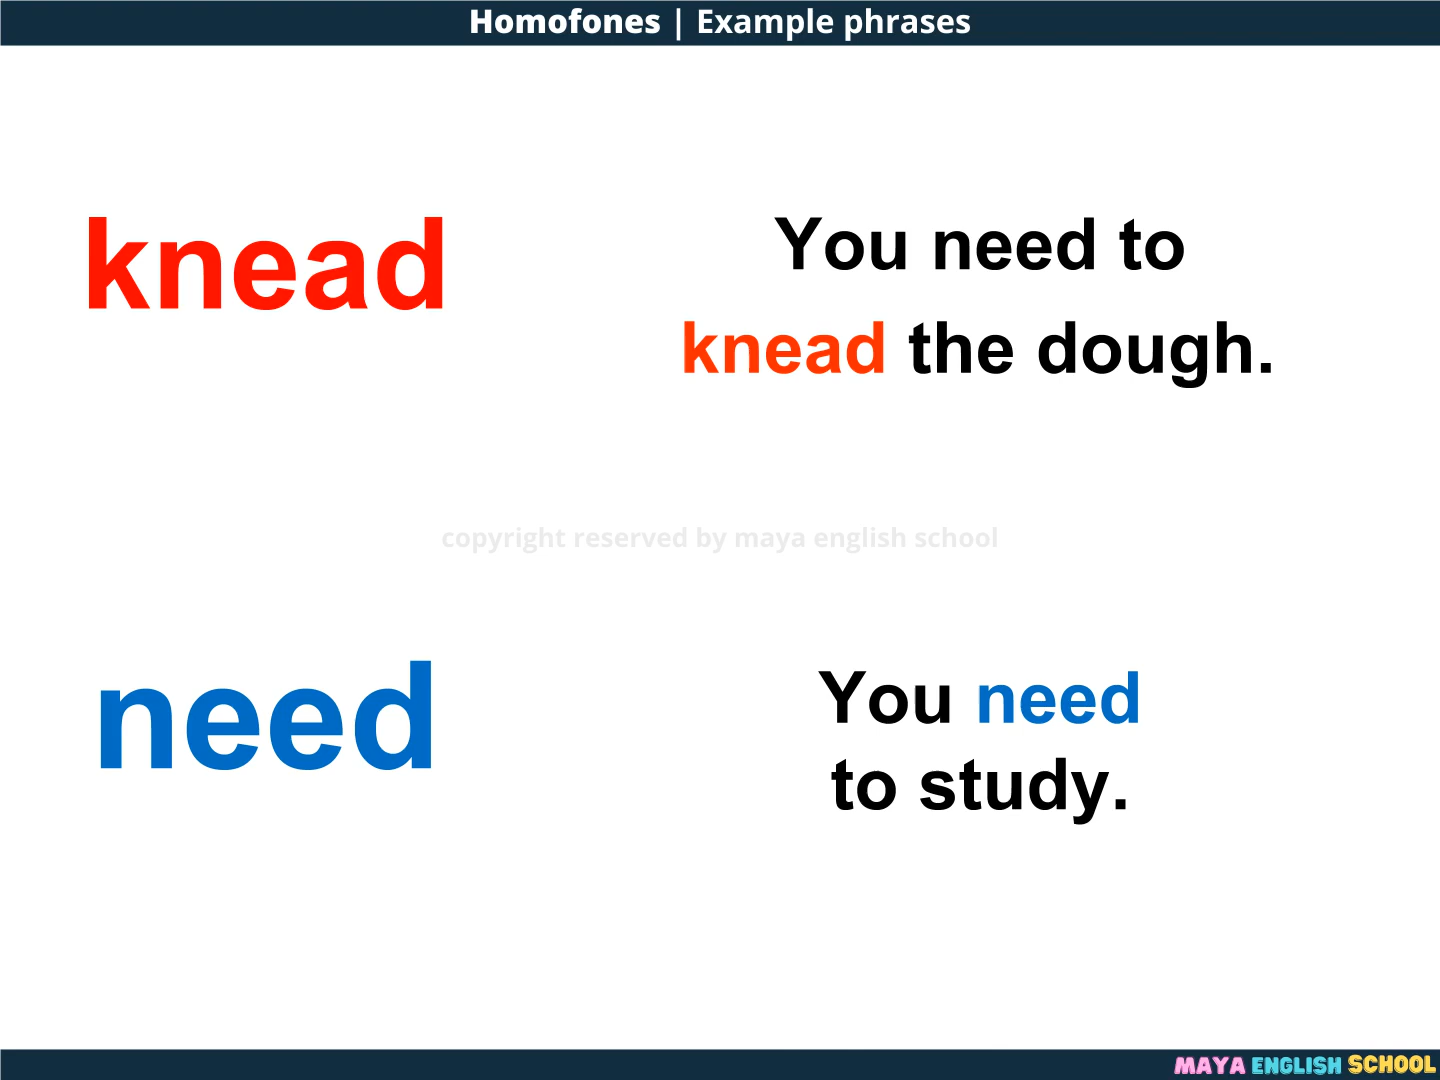 Homofones | Example phrases
knead
You need to
knead the dough.
copyright reserved by maya english school
need
You need
to study.
MAYA ENGLISH SCHOOL